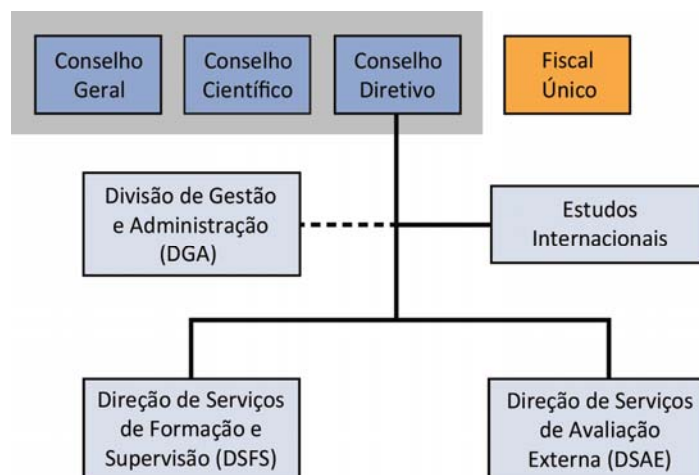 Conselho
Geral
Conselho
Científico
Conselho
Diretivo
Fiscal
Único
Divisão de Gestão
e Administração
(DGA)
Estudos
Internacionais
Direção de Serviços
de Formação e
Supervisão (DSFS)
Direção de Serviços
de Avaliação
Externa (DSAE)